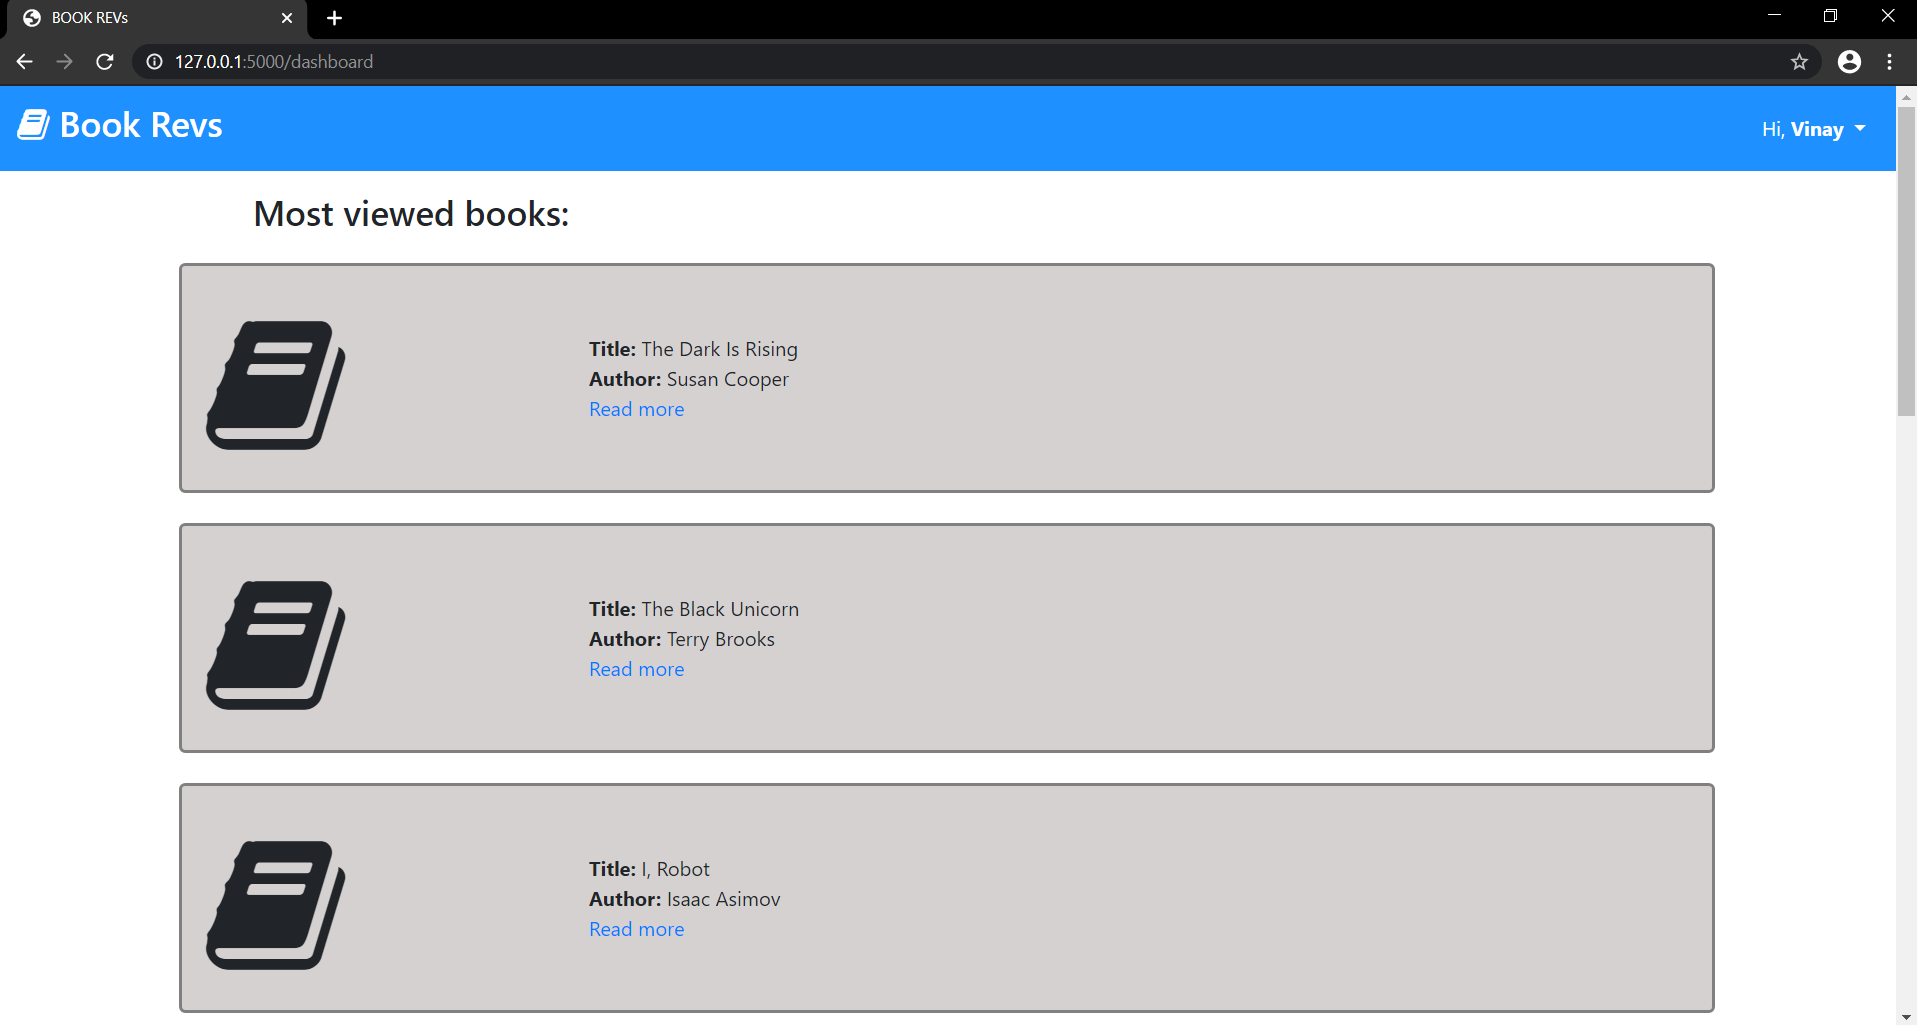 BOOK REVs
127.0.0.1:5000/dashboard
Book Revs
Hi, Vinay
Most viewed books:
Title: The Dark Is Rising
Author: Susan Cooper
Read more
Title: The Black Unicorn
Author: Terry Brooks
Read more
Title: I, Robot
Author: Isaac Asimov
Read more